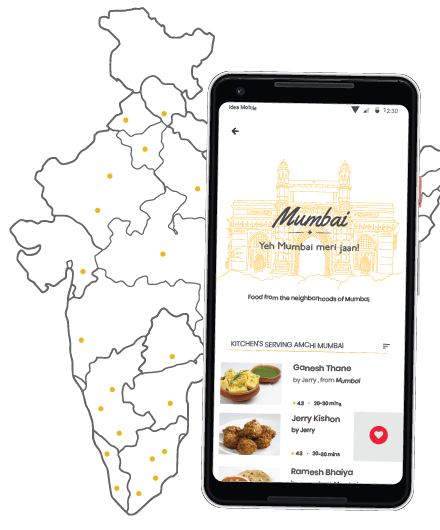 Idea Mobile
12:30
Mumbai
Yeh Mumbai meri jaan!
Food from the neighborhoods of Mumbai
KITCHEN'S SERVING AMCHI MUMBAI
Ganesh Thane
by Jerry, from Mumbai
4.3 · 20-30 mins
Jerry Kishon
by Jerry
4.3 · 20-30 mins
Ramesh Bhaiya